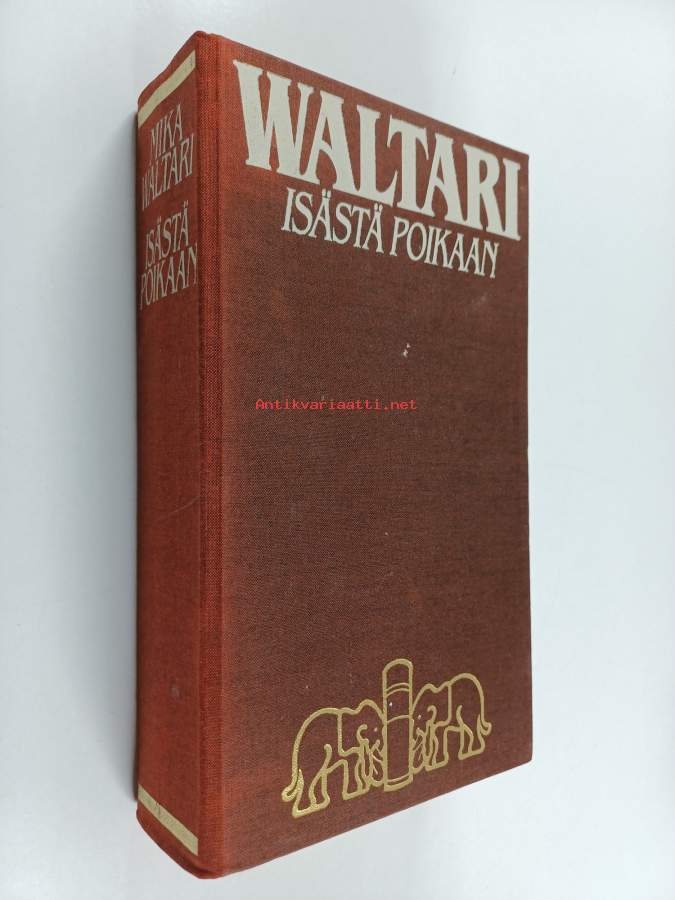 MIKA
WALTARI
ISÄSTÄ
POIKAAN
WALTARI
ISÄSTÄ POIKAAN
Antikvariaatti.net